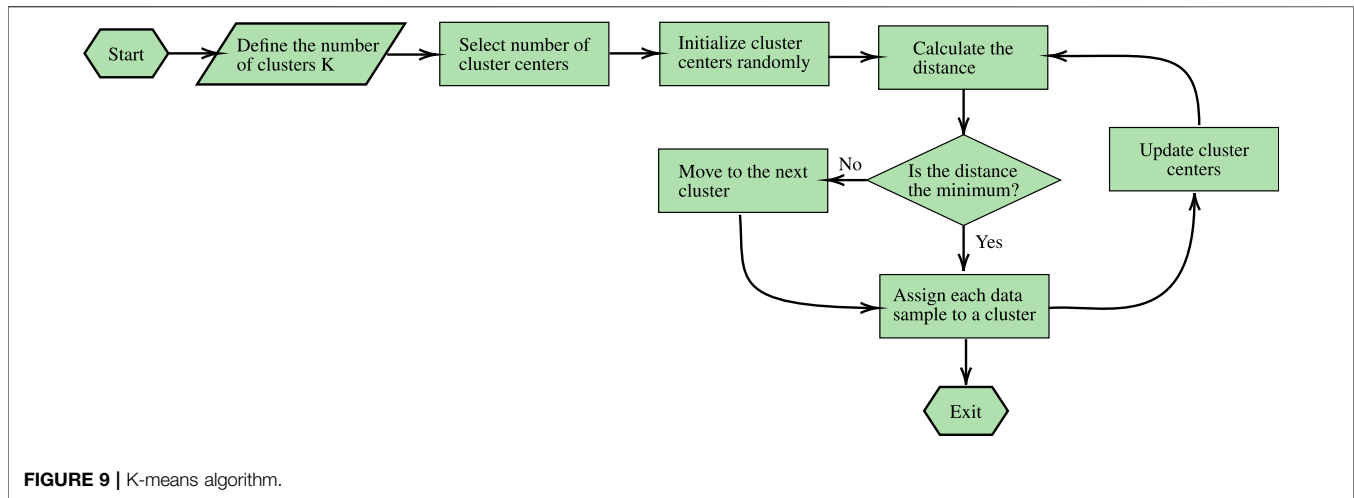 Start
Define the number
of clusters K
Select number of
cluster centers
Initialize cluster
centers randomly
Calculate the
distance
Update cluster
centers
Move to the next
cluster
No
Is the distance
the minimum?
Yes
Assign each data
sample to a cluster
Exit
FIGURE 9 | K-means algorithm.